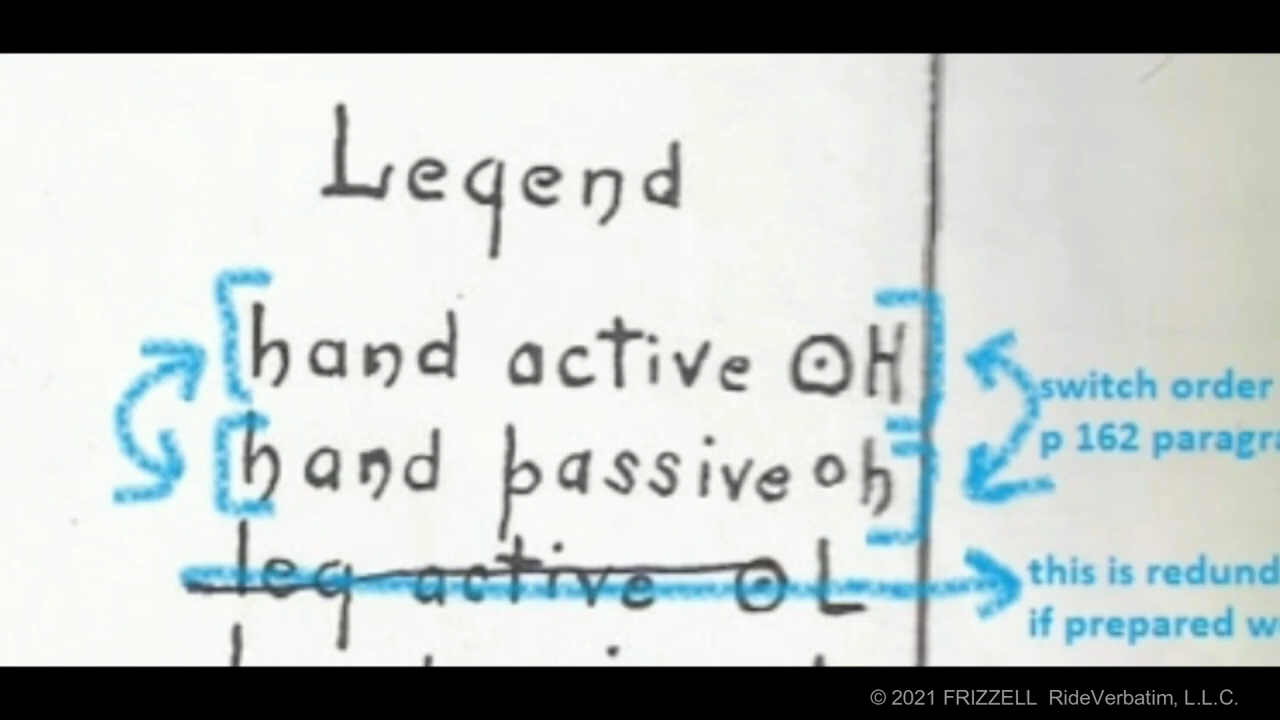 Legend
hand active ⊙H
hand passive oh
leg active ⊙L
switch order
p 162
this is
if prepared
© 2021 FRIZZELL RideVerbatim, L.L.C.